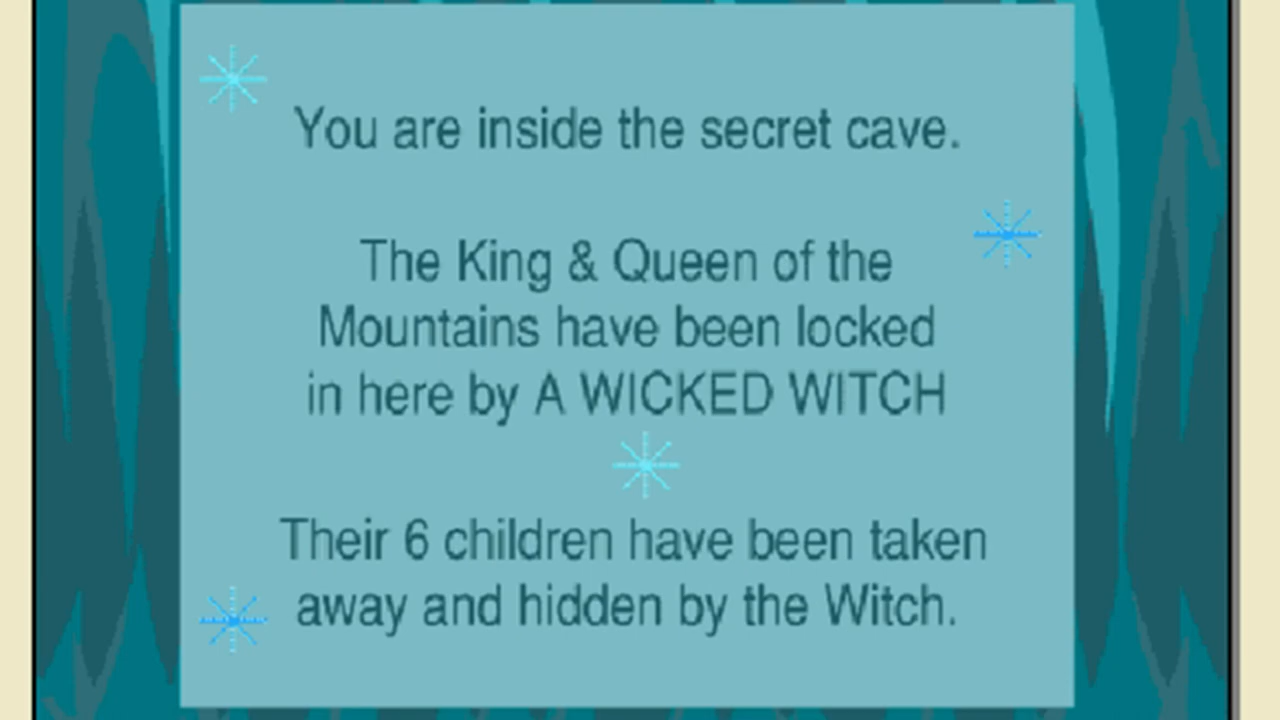 You are inside the secret cave.
The King & Queen of the
Mountains have been locked
in here by A WICKED WITCH
Their 6 children have been taken
away and hidden by the Witch.